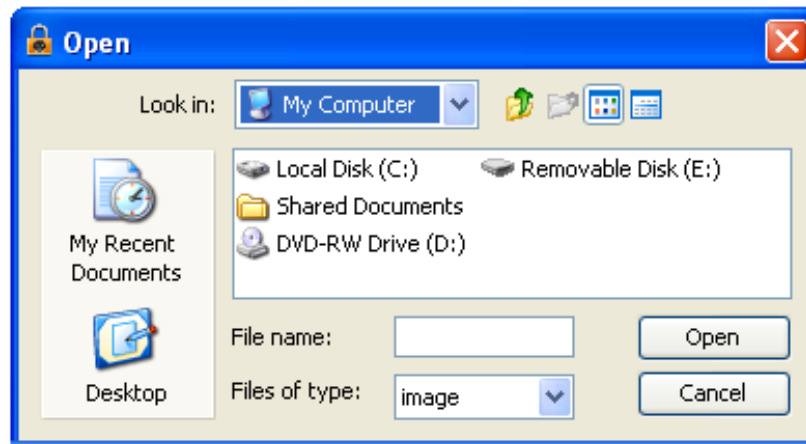 Open
Look in: My Computer
Local Disk (C:) Removable Disk (E:)
Shared Documents
DVD-RW Drive (D:)
My Recent
Documents
Desktop
File name: Open
Files of type: image Cancel